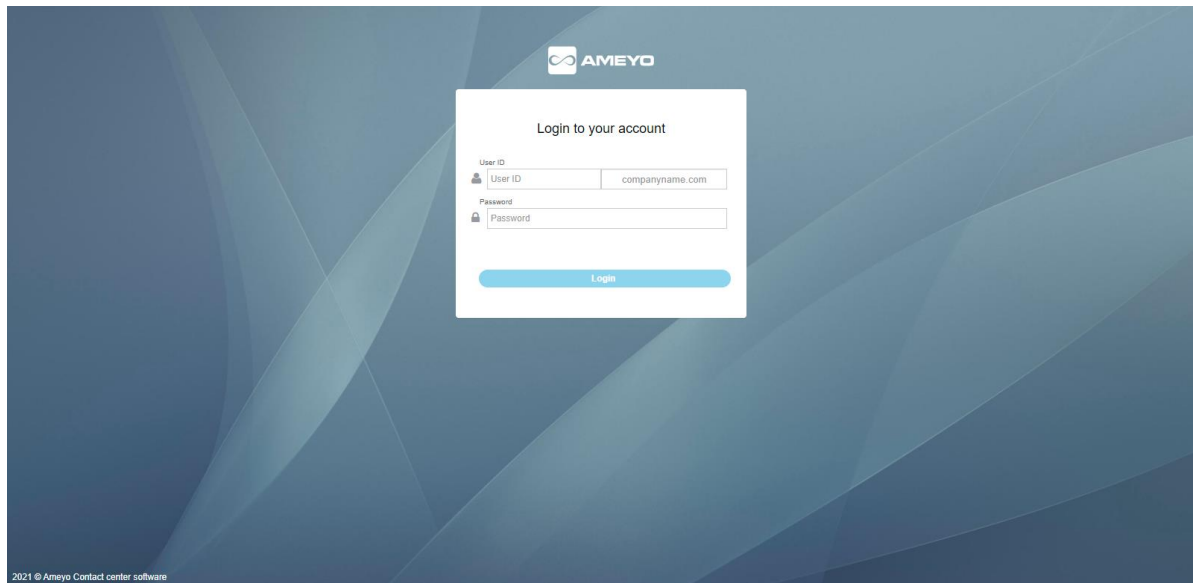 AMEYO
Login to your account
User ID
User ID companyname.com
Password
Password
Login
2021 © Ameyo Contact center software